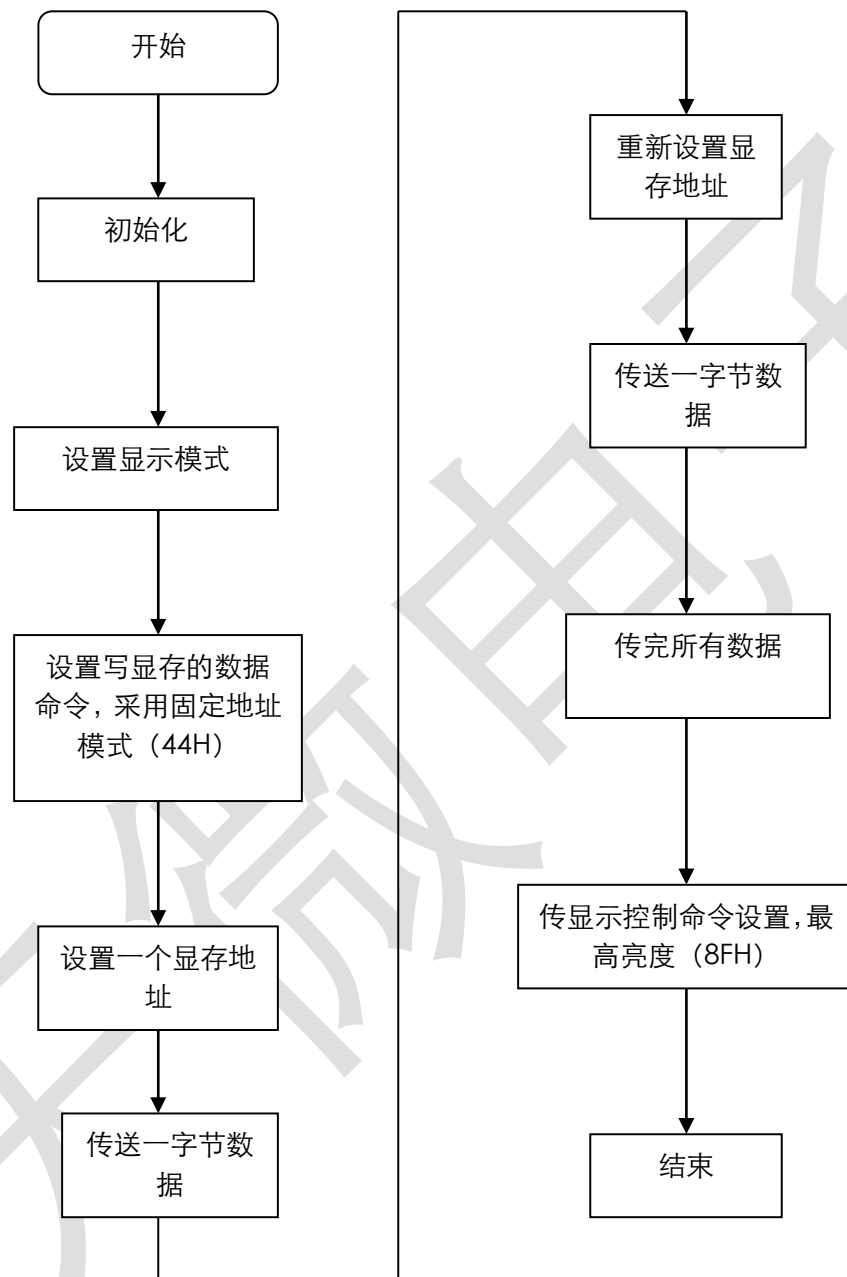 开始
初始化
设置显示模式
设置写显存的数据
命令，采用固定地址
模式（44H）
设置一个显存地
址
传送一字节数
据
重新设置显
存地址
传送一字节数
据
传完所有数据
传显示控制命令设置，最
高亮度（8FH）
结束
微电子